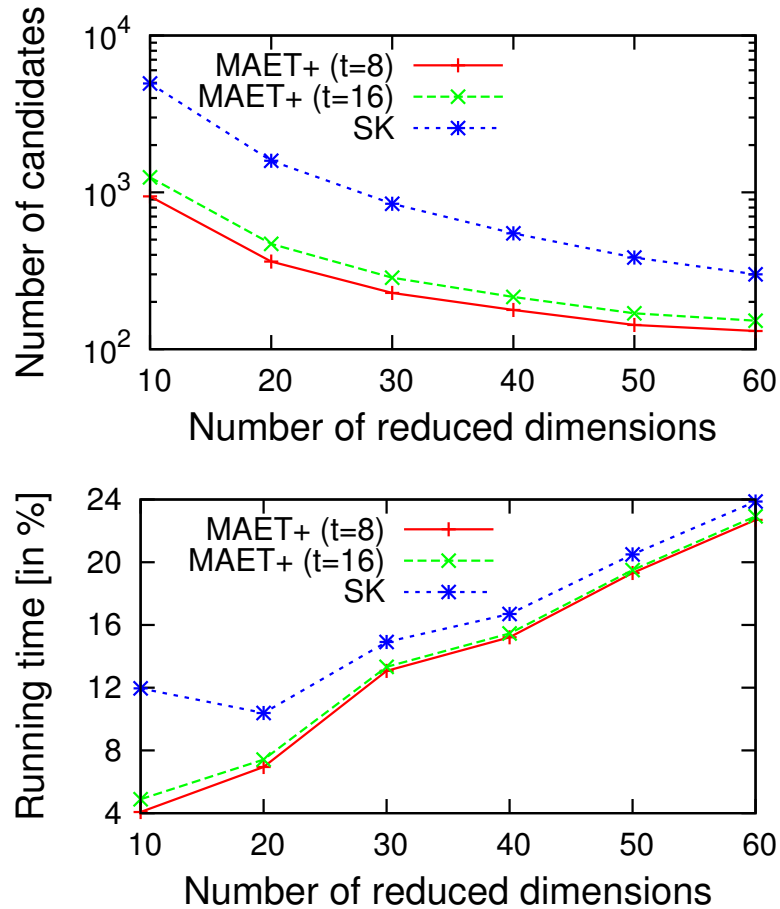 Number of candidates
10^4
10^3
10^2
MAET+ (t=8)
MAET+ (t=16)
SK
10 20 30 40 50 60
Number of reduced dimensions
Running time [in %]
24
20
16
12
8
4
MAET+ (t=8)
MAET+ (t=16)
SK
10 20 30 40 50 60
Number of reduced dimensions